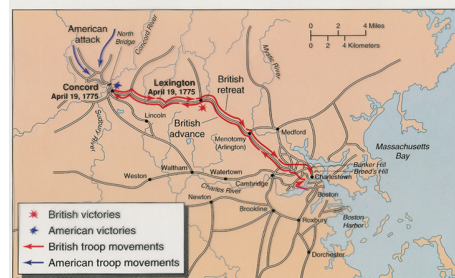 American
attack
North
Bridge
Concord River
Concord
April 19, 1775
Lexington
April 19, 1775
British
retreat
Mystic River
0 2 4 Miles
0 2 4 Kilometers
Sudbury River
Lincoln
British
advance
Menotomy
(Arlington)
Medford
Massachusetts
Bay
Weston
Waltham
Watertown
Charles River
Cambridge
Bunker Hill
Breed's Hill
Charlestown
Boston
Newton
Brookline
Roxbury
Boston
Harbor
Dorchester
British victories
American victories
British troop movements
American troop movements